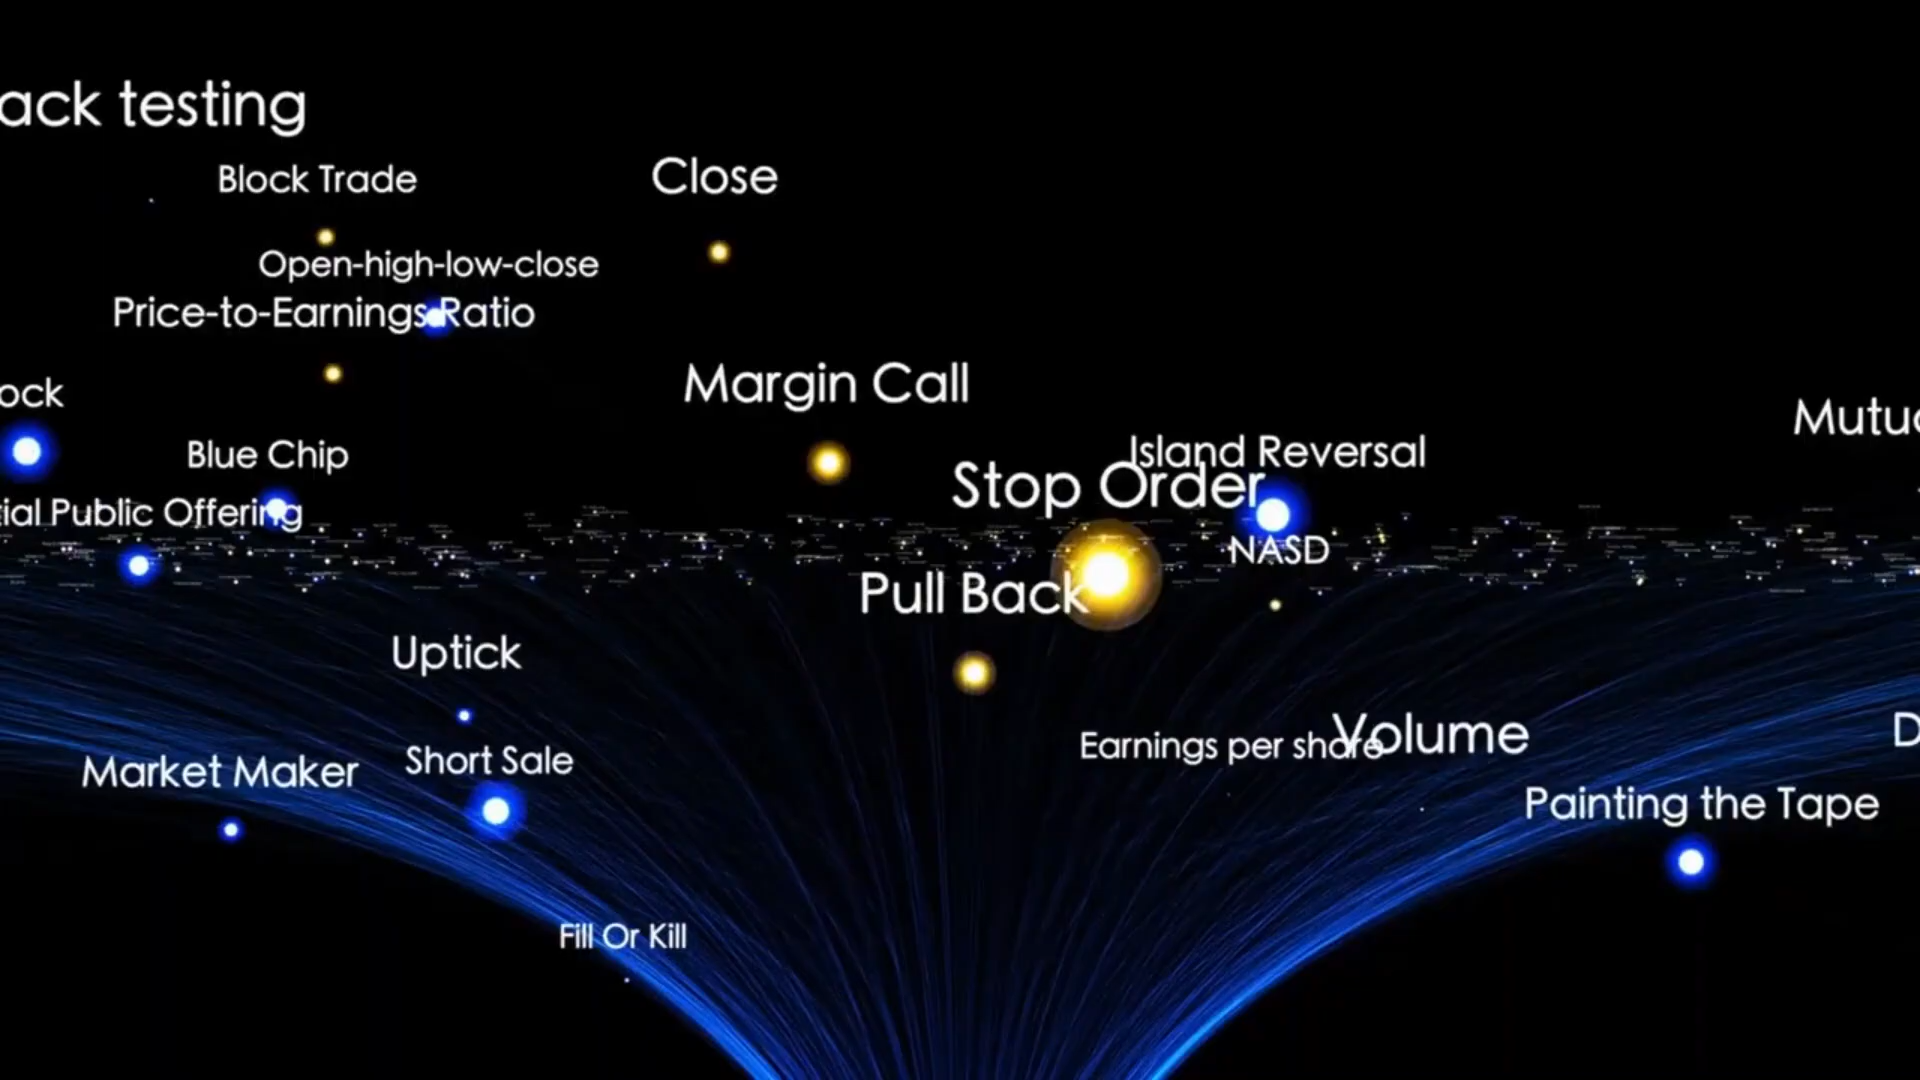 ack testing
Block Trade
Close
Open-high-low-close
Price-to-Earnings Ratio
Margin Call
ock
Mutu
Blue Chip
Island Reversal
Stop Order
tial Public Offering
NASD
Pull Back
Uptick
Earnings per share
Volume
D
Market Maker
Short Sale
Painting the Tape
Fill Or Kill